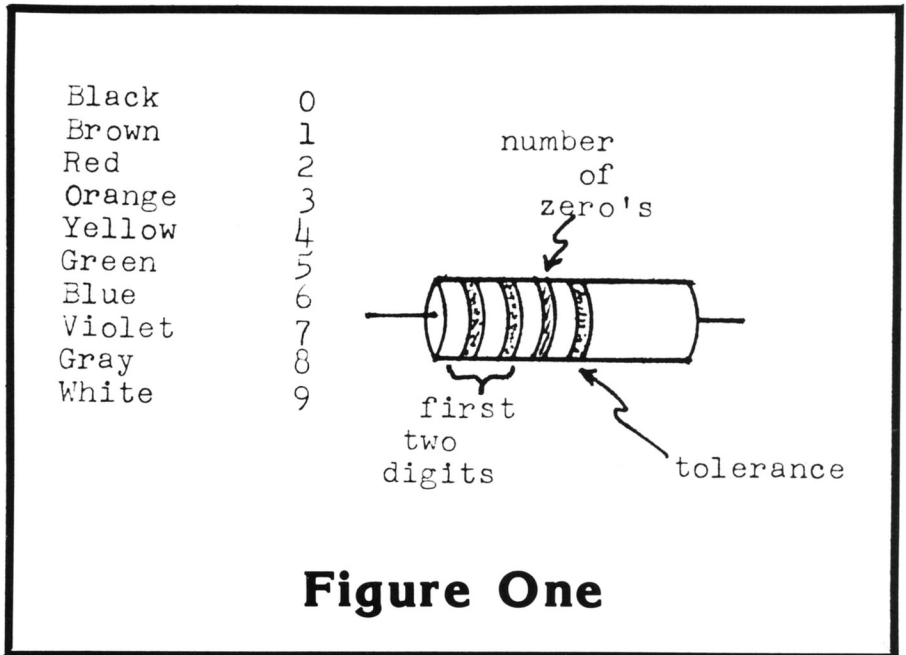 Black 0
Brown 1
Red 2
Orange 3
Yellow 4
Green 5
Blue 6
Violet 7
Gray 8
White 9
number
of
zero's
first
two
digits
tolerance
Figure One